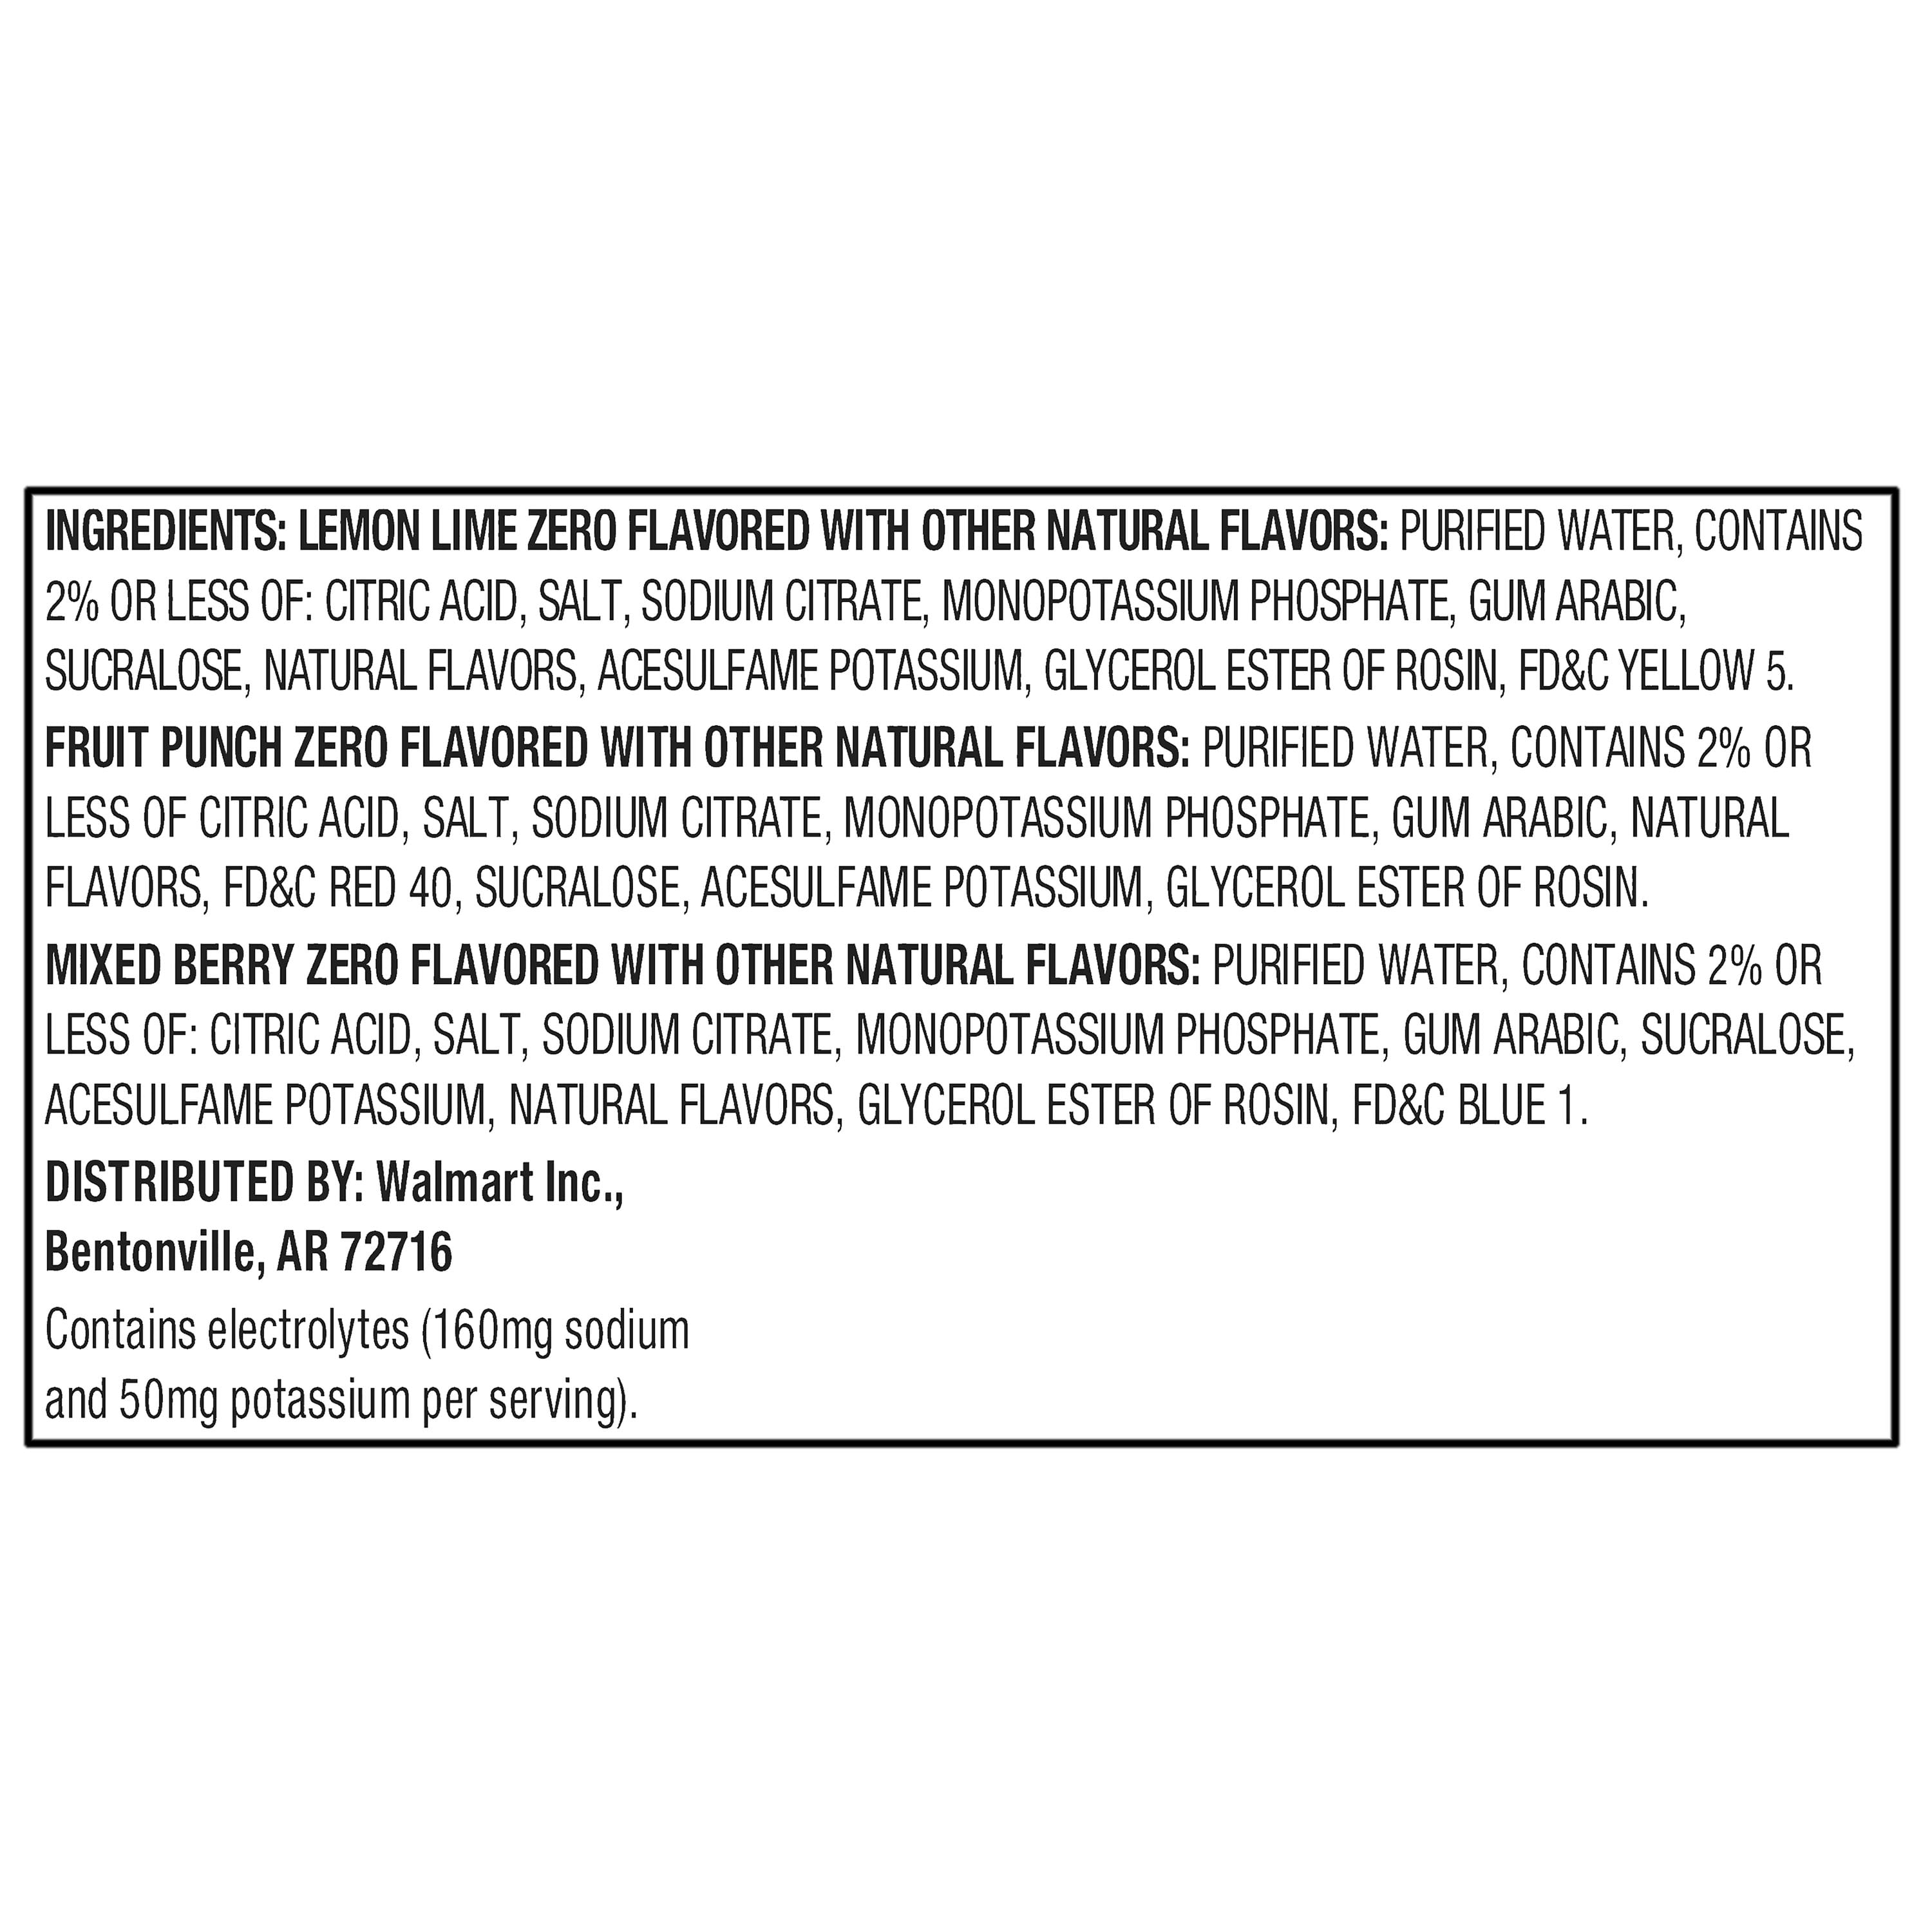 INGREDIENTS: LEMON LIME ZERO FLAVORED WITH OTHER NATURAL FLAVORS: PURIFIED WATER, CONTAINS
2% OR LESS OF: CITRIC ACID, SALT, SODIUM CITRATE, MONOPOTASSIUM PHOSPHATE, GUM ARABIC,
SUCRALOSE, NATURAL FLAVORS, ACESULFAME POTASSIUM, GLYCEROL ESTER OF ROSIN, FD&C YELLOW 5.
FRUIT PUNCH ZERO FLAVORED WITH OTHER NATURAL FLAVORS: PURIFIED WATER, CONTAINS 2% OR
LESS OF CITRIC ACID, SALT, SODIUM CITRATE, MONOPOTASSIUM PHOSPHATE, GUM ARABIC, NATURAL
FLAVORS, FD&C RED 40, SUCRALOSE, ACESULFAME POTASSIUM, GLYCEROL ESTER OF ROSIN.
MIXED BERRY ZERO FLAVORED WITH OTHER NATURAL FLAVORS: PURIFIED WATER, CONTAINS 2% OR
LESS OF: CITRIC ACID, SALT, SODIUM CITRATE, MONOPOTASSIUM PHOSPHATE, GUM ARABIC, SUCRALOSE,
ACESULFAME POTASSIUM, NATURAL FLAVORS, GLYCEROL ESTER OF ROSIN, FD&C BLUE 1.
DISTRIBUTED BY: Walmart Inc.,
Bentonville, AR 72716
Contains electrolytes (160mg sodium
and 50mg potassium per serving).